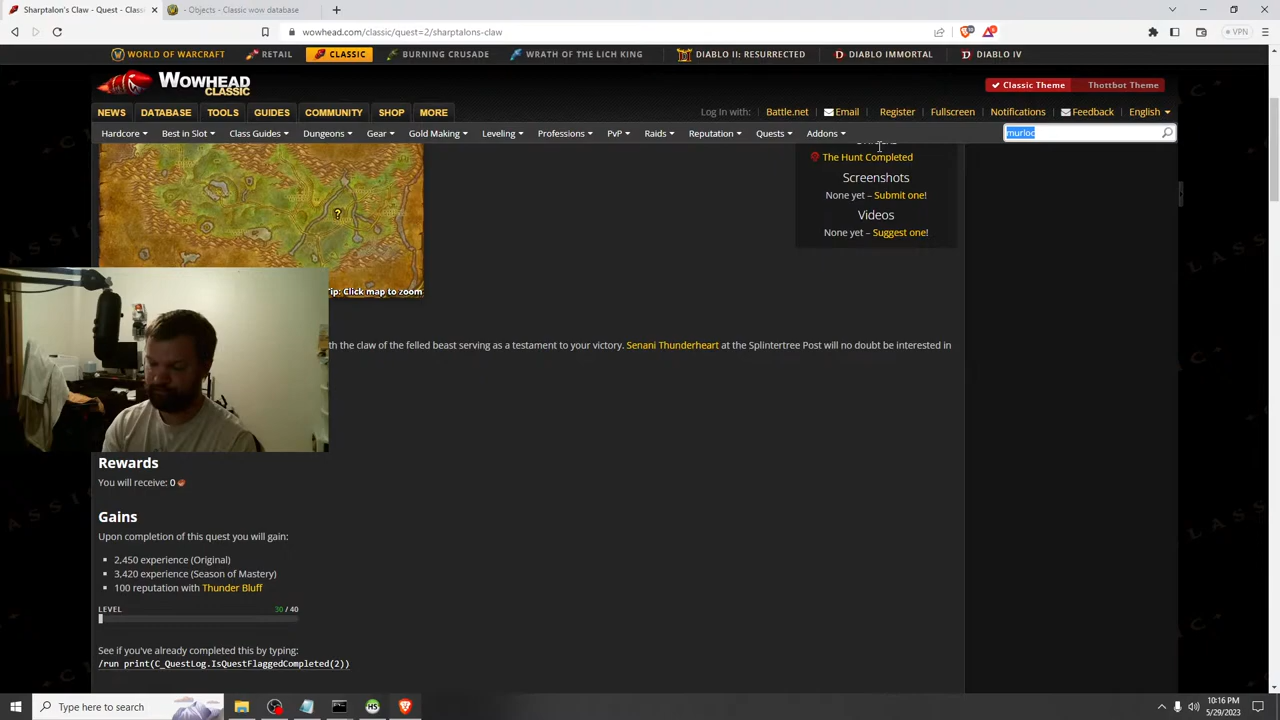 Sharptalon's Claw - Quest - Class
- Objects - Classic wow database
wowhead.com/classic/quest=2/sharptalons-claw
VPN
WORLD OF WARCRAFT
RETAIL
CLASSIC
BURNING CRUSADE
WRATH OF THE LICH KING
DIABLO II: RESURRECTED
DIABLO IMMORTAL
DIABLO IV
WOWHEAD
CLASSIC
Classic Theme
Thottbot Theme
NEWS
DATABASE
TOOLS
GUIDES
COMMUNITY
SHOP
MORE
Log In with:
Battle.net
Email
Register
Fullscreen
Notifications
Feedback
English
Hardcore
Best in Slot
Class Guides
Dungeons
Gear
Gold Making
Leveling
Professions
PvP
Raids
Reputation
Quests
Addons
murloc
The Hunt Completed
Screenshots
None yet – Submit one!
Videos
None yet – Suggest one!
?
Tip: Click map to zoom
th the claw of the felled beast serving as a testament to your victory. Senani Thunderheart at the Splintertree Post will no doubt be interested in
Rewards
You will receive: 0
Gains
Upon completion of this quest you will gain:
2,450 experience (Original)
3,420 experience (Season of Mastery)
100 reputation with Thunder Bluff
LEVEL 30 / 40
See if you've already completed this by typing:
/run print(C_QuestLog.IsQuestFlaggedCompleted(2))
Type here to search
10:16 PM
5/29/2023